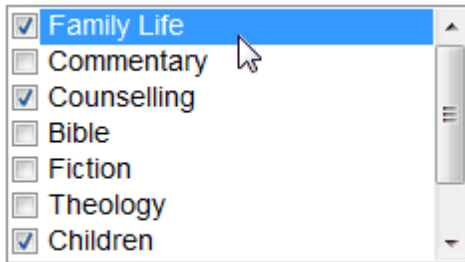 Family Life
Commentary
Counselling
Bible
Fiction
Theology
Children